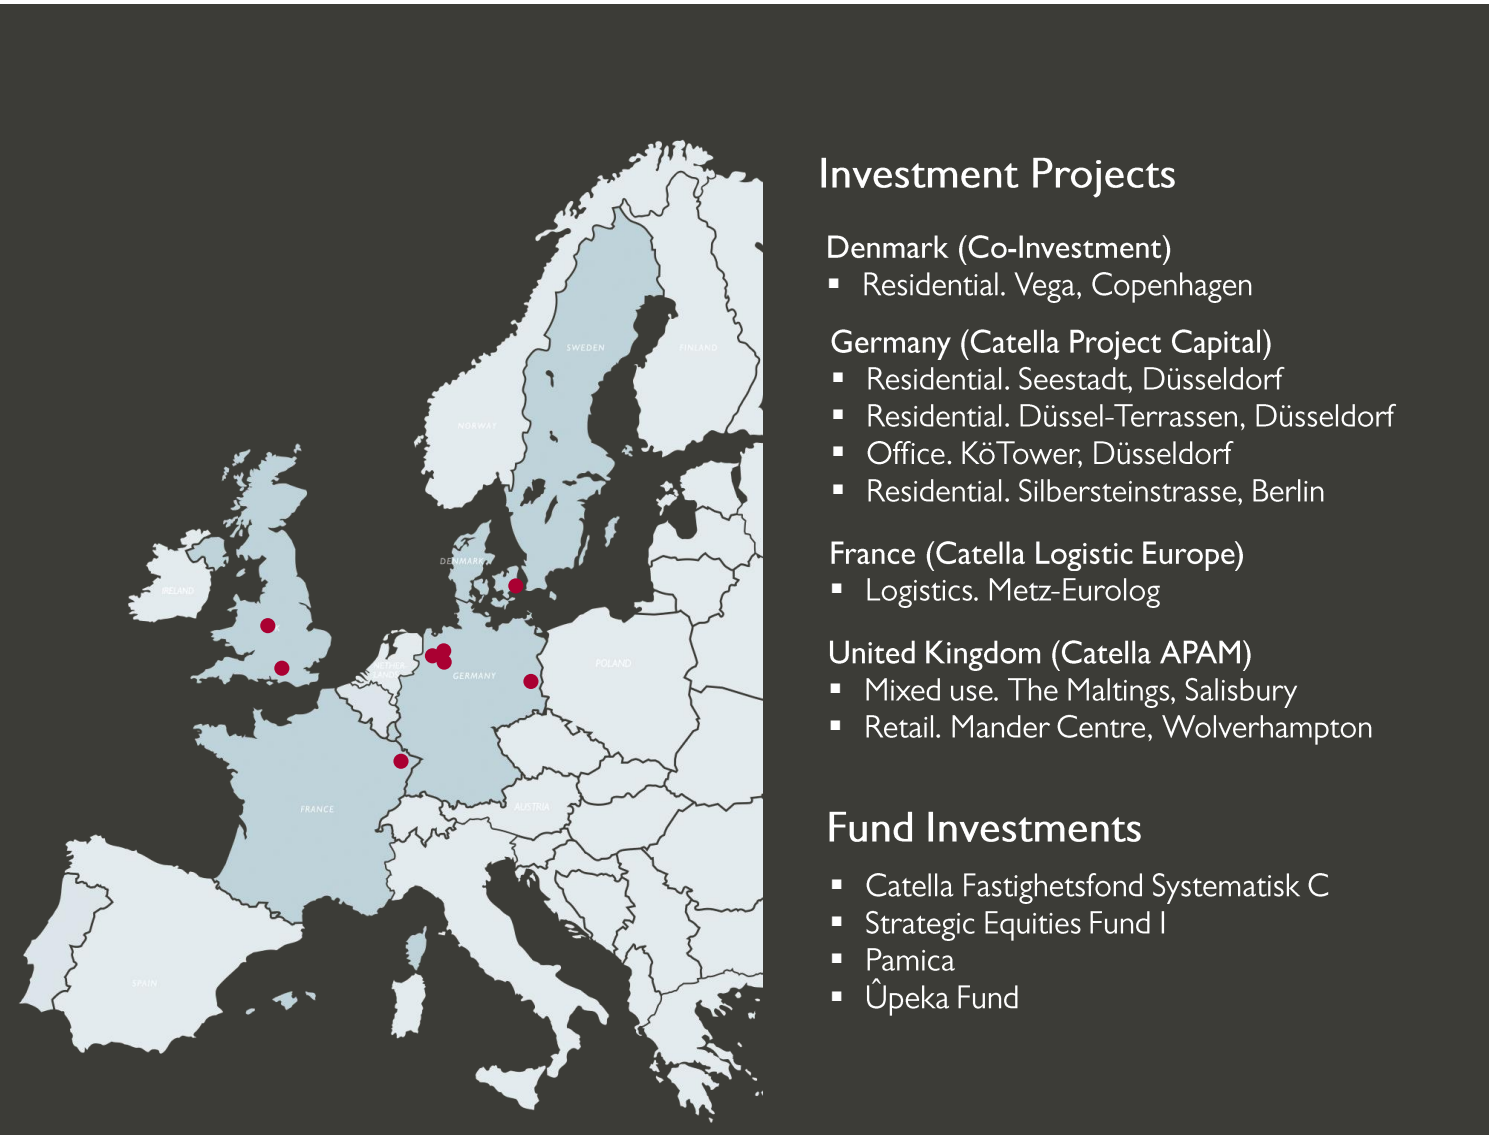 Investment Projects
Denmark (Co-Investment)
▪ Residential. Vega, Copenhagen
Germany (Catella Project Capital)
▪ Residential. Seestadt, Düsseldorf
▪ Residential. Düssel-Terrassen, Düsseldorf
▪ Office. KöTower, Düsseldorf
▪ Residential. Silbersteinstrasse, Berlin
France (Catella Logistic Europe)
▪ Logistics. Metz-Eurolog
United Kingdom (Catella APAM)
▪ Mixed use. The Maltings, Salisbury
▪ Retail. Mander Centre, Wolverhampton
Fund Investments
▪ Catella Fastighetsfond Systematisk C
▪ Strategic Equities Fund I
▪ Pamica
▪ Ûpeka Fund
SWEDEN
FINLAND
NORWAY
DENMARK
IRELAND
NETHER-
LANDS
POLAND
GERMANY
FRANCE
AUSTRIA
SPAIN